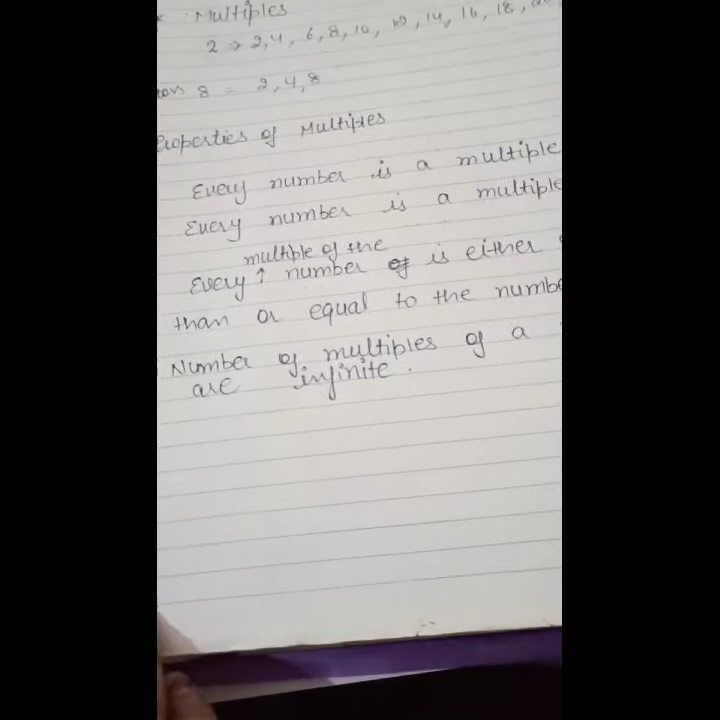 Multiples
2 → 2, 4, 6, 8, 10, 10, 14, 16, 18,
8 = 2, 4, 8
Properties of Multiples
Every number is a multiple
Every number is a multiple
multiple of the
Every ↑ number is either
than or equal to the numbe
Number of multiples of a
are infinite.